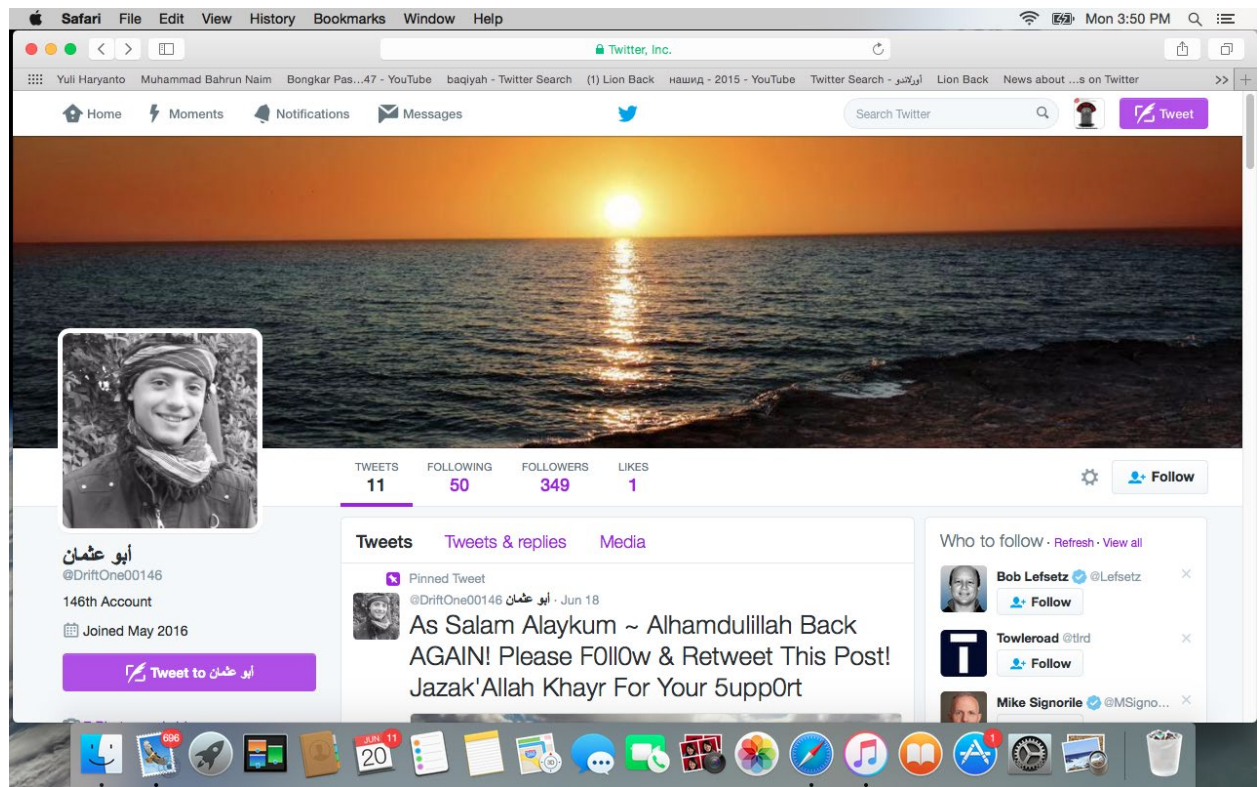 Safari File Edit View History Bookmarks Window Help Mon 3:50 PM
Twitter, Inc.
Yuli Haryanto Muhammad Bahrun Naim Bongkar Pas...47 - YouTube baqiyah - Twitter Search (1) Lion Back нашид - 2015 - YouTube Twitter Search - أورلاندو Lion Back News about ...s on Twitter >>
Home Moments Notifications Messages Search Twitter Tweet
TWEETS FOLLOWING FOLLOWERS LIKES
11 50 349 1
Follow
أبو عثمان
@DriftOne00146
146th Account
Joined May 2016
Tweet to أبو عثمان
Tweets Tweets & replies Media
Pinned Tweet
@DriftOne00146 أبو عثمان · Jun 18
As Salam Alaykum ~ Alhamdulillah Back
AGAIN! Please F0ll0w & Retweet This Post!
Jazak'Allah Khayr For Your 5upp0rt
Who to follow · Refresh · View all
Bob Lefsetz @Lefsetz
Follow
Towleroad @tlrd
Follow
Mike Signorile @MSigno...
696
JUN
20
11
1